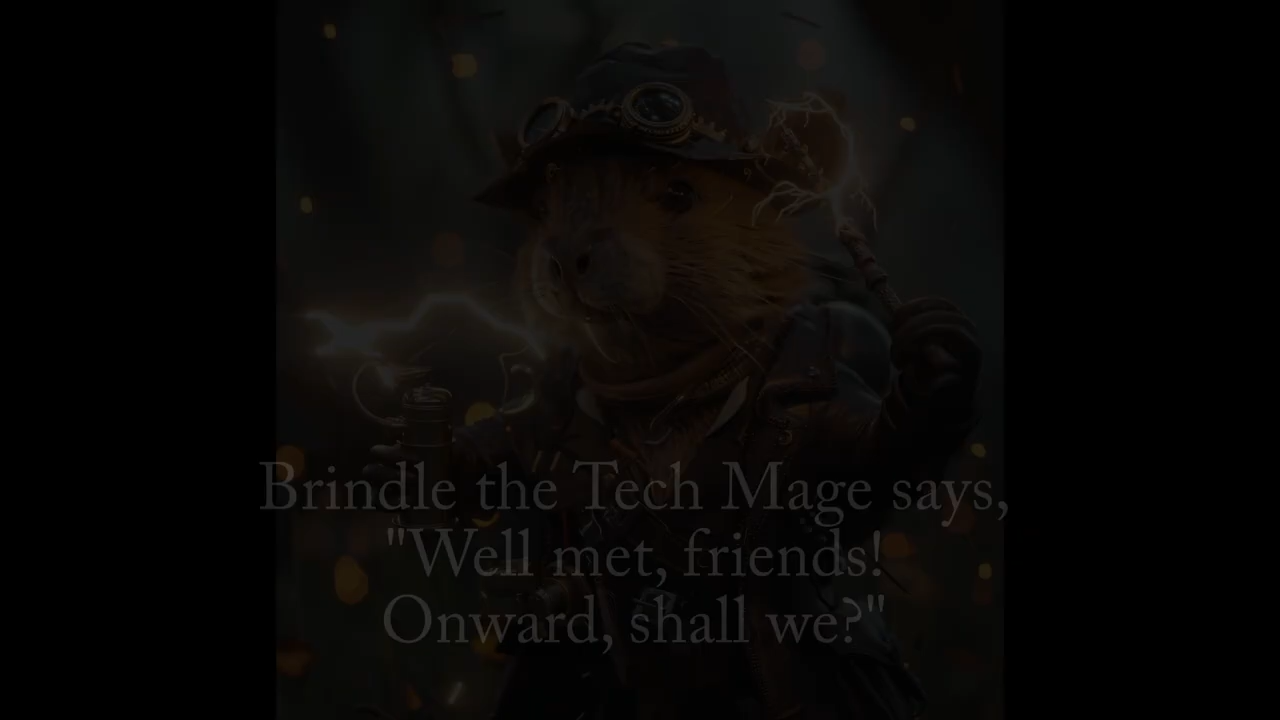 Brindle the Tech Mage says,
"Well met, friends!
Onward, shall we?"